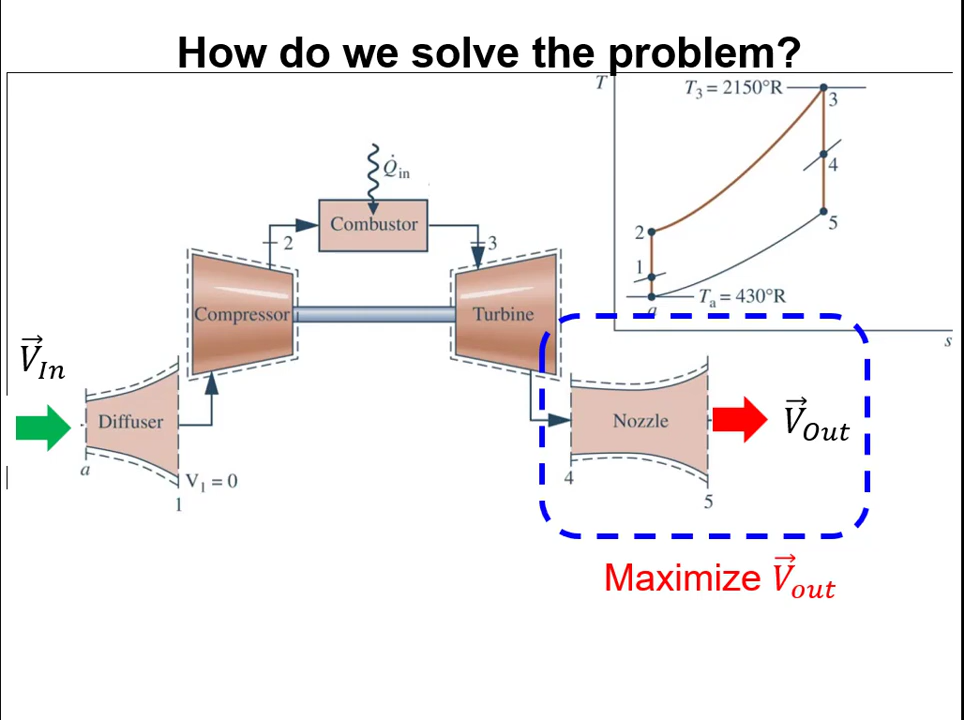 How do we solve the problem?
T
T₃ = 2150°R
3
4
5
2
1
Tₐ = 430°R
a
s
Q̇in
Combustor
2
3
Compressor
Turbine
V⃗In
Diffuser
a
V₁ = 0
1
Nozzle
V⃗Out
4
5
Maximize V⃗out